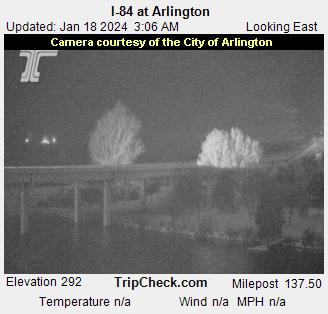 I-84 at Arlington
Updated: Jan 18 2024 3:06 AM Looking East
Camera courtesy of the City of Arlington
Elevation 292 TripCheck.com Milepost 137.50
Temperature n/a Wind n/a MPH n/a